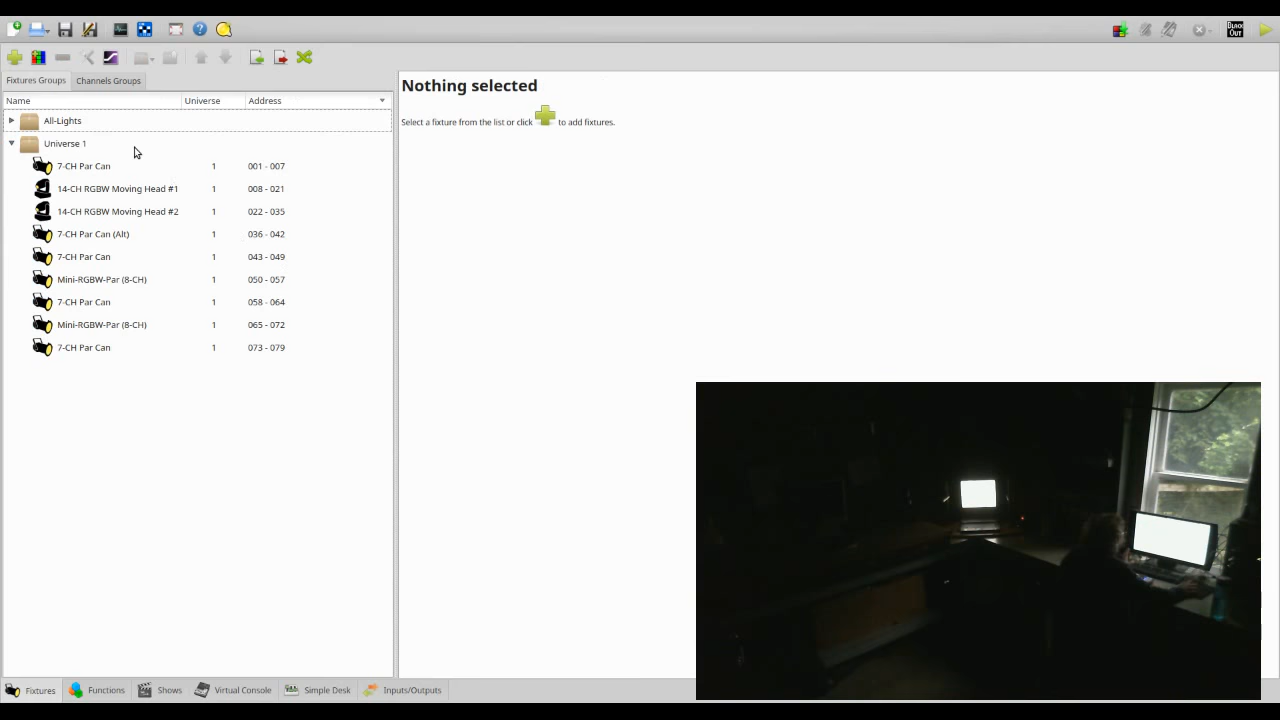 BLACK OUT
Fixtures Groups Channels Groups
Name Universe Address
All-Lights
Universe 1
7-CH Par Can 1 001 - 007
14-CH RGBW Moving Head #1 1 008 - 021
14-CH RGBW Moving Head #2 1 022 - 035
7-CH Par Can (Alt) 1 036 - 042
7-CH Par Can 1 043 - 049
Mini-RGBW-Par (8-CH) 1 050 - 057
7-CH Par Can 1 058 - 064
Mini-RGBW-Par (8-CH) 1 065 - 072
7-CH Par Can 1 073 - 079
Nothing selected
Select a fixture from the list or click to add fixtures.
Fixtures Functions Shows Virtual Console Simple Desk Inputs/Outputs